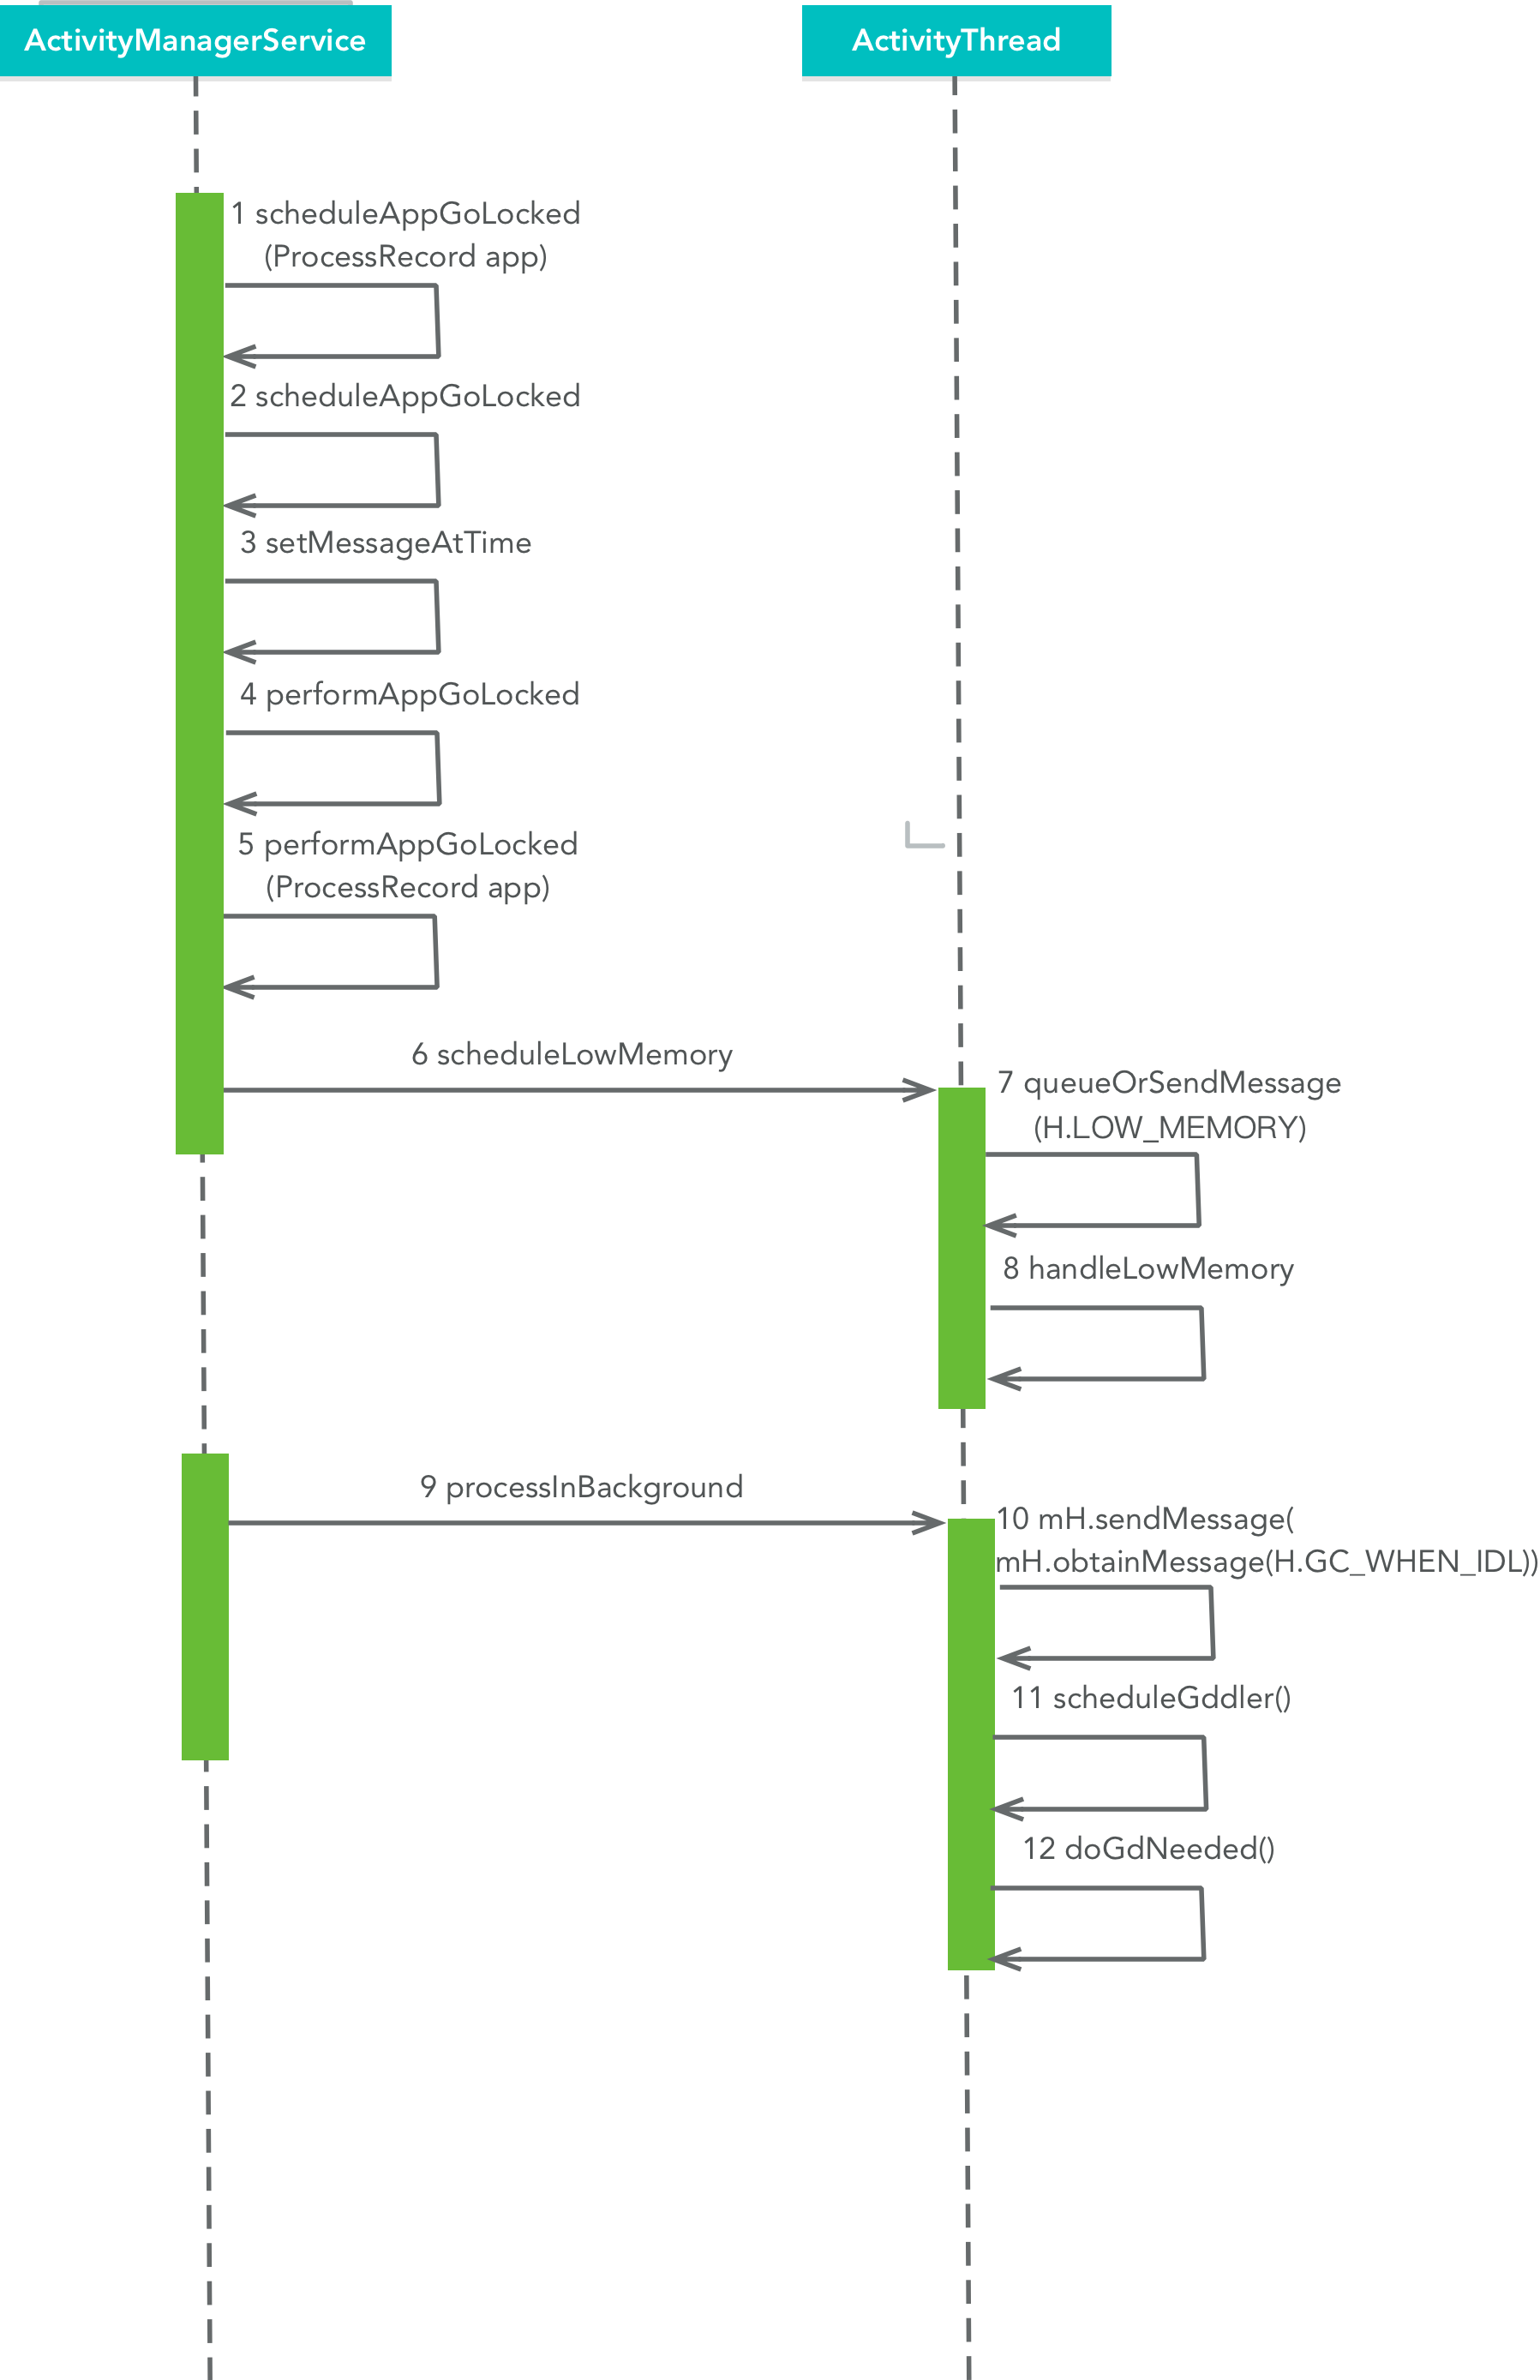 ActivityManagerService
ActivityThread
1 scheduleAppGoLocked
(ProcessRecord app)
2 scheduleAppGoLocked
3 setMessageAtTime
4 performAppGoLocked
5 performAppGoLocked
(ProcessRecord app)
6 scheduleLowMemory
7 queueOrSendMessage
(H.LOW_MEMORY)
8 handleLowMemory
9 processInBackground
10 mH.sendMessage(
mH.obtainMessage(H.GC_WHEN_IDL))
11 scheduleGddler()
12 doGdNeeded()